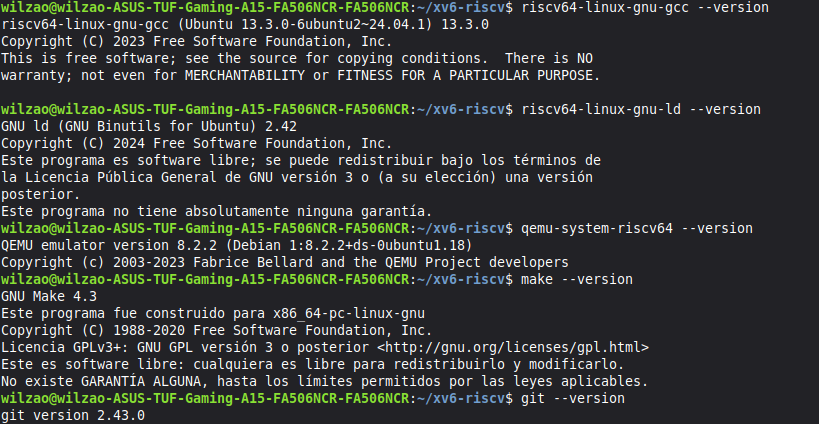 wilzao@wilzao-ASUS-TUF-Gaming-A15-FA506NCR-FA506NCR:~/xv6-riscv$ riscv64-linux-gnu-gcc --version
riscv64-linux-gnu-gcc (Ubuntu 13.3.0-6ubuntu2~24.04.1) 13.3.0
Copyright (C) 2023 Free Software Foundation, Inc.
This is free software; see the source for copying conditions.  There is NO
warranty; not even for MERCHANTABILITY or FITNESS FOR A PARTICULAR PURPOSE.
wilzao@wilzao-ASUS-TUF-Gaming-A15-FA506NCR-FA506NCR:~/xv6-riscv$ riscv64-linux-gnu-ld --version
GNU ld (GNU Binutils for Ubuntu) 2.42
Copyright (C) 2024 Free Software Foundation, Inc.
Este programa es software libre; se puede redistribuir bajo los términos de
la Licencia Pública General de GNU versión 3 o (a su elección) una versión
posterior.
Este programa no tiene absolutamente ninguna garantía.
wilzao@wilzao-ASUS-TUF-Gaming-A15-FA506NCR-FA506NCR:~/xv6-riscv$ qemu-system-riscv64 --version
QEMU emulator version 8.2.2 (Debian 1:8.2.2+ds-0ubuntu1.18)
Copyright (c) 2003-2023 Fabrice Bellard and the QEMU Project developers
wilzao@wilzao-ASUS-TUF-Gaming-A15-FA506NCR-FA506NCR:~/xv6-riscv$ make --version
GNU Make 4.3
Este programa fue construido para x86_64-pc-linux-gnu
Copyright (C) 1988-2020 Free Software Foundation, Inc.
Licencia GPLv3+: GNU GPL versión 3 o posterior <http://gnu.org/licenses/gpl.html>
Este es software libre: cualquiera es libre para redistribuirlo y modificarlo.
No existe GARANTÍA ALGUNA, hasta los límites permitidos por las leyes aplicables.
wilzao@wilzao-ASUS-TUF-Gaming-A15-FA506NCR-FA506NCR:~/xv6-riscv$ git --version
git version 2.43.0